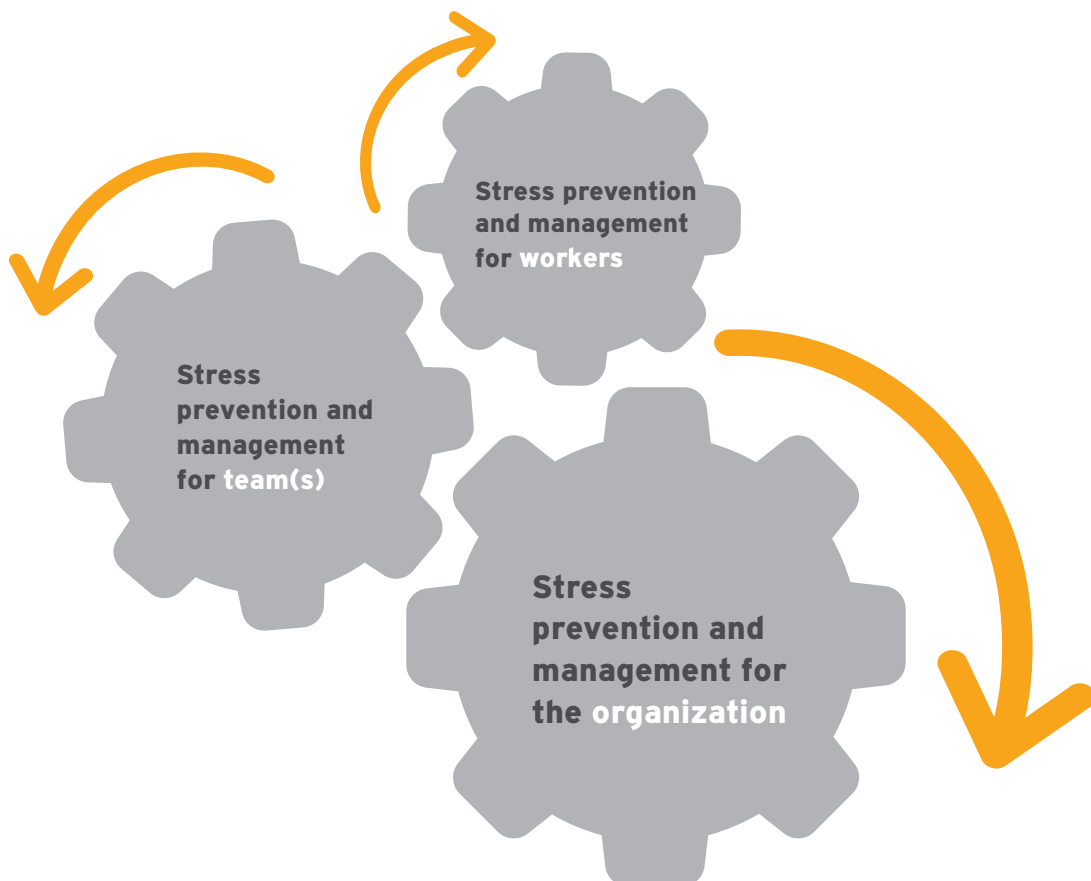 Stress prevention
and management
for workers
Stress
prevention and
management
for team(s)
Stress
prevention and
management for
the organization